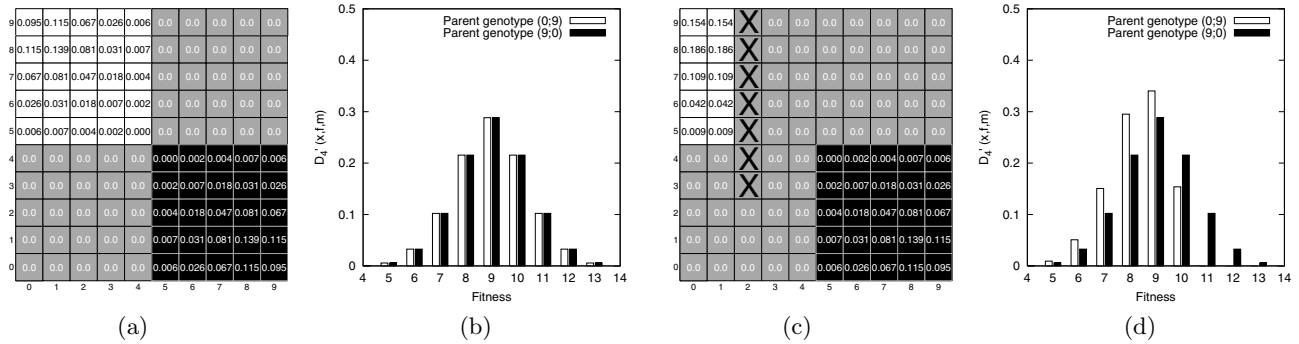 9 0.095 0.115 0.067 0.026 0.006 0.0 0.0 0.0 0.0 0.0
8 0.115 0.139 0.081 0.031 0.007 0.0 0.0 0.0 0.0 0.0
7 0.067 0.081 0.047 0.018 0.004 0.0 0.0 0.0 0.0 0.0
6 0.026 0.031 0.018 0.007 0.002 0.0 0.0 0.0 0.0 0.0
5 0.006 0.007 0.004 0.002 0.000 0.0 0.0 0.0 0.0 0.0
4 0.0 0.0 0.0 0.0 0.0 0.000 0.002 0.004 0.007 0.006
3 0.0 0.0 0.0 0.0 0.0 0.002 0.007 0.018 0.031 0.026
2 0.0 0.0 0.0 0.0 0.0 0.004 0.018 0.047 0.081 0.067
1 0.0 0.0 0.0 0.0 0.0 0.007 0.031 0.081 0.139 0.115
0 0.0 0.0 0.0 0.0 0.0 0.006 0.026 0.067 0.115 0.095
0 1 2 3 4 5 6 7 8 9
(a)
Parent genotype (0;9)
Parent genotype (9;0)
0.5
0.4
0.3
0.2
0.1
0
D4' (x,f,m)
4 5 6 7 8 9 10 11 12 13 14
Fitness
(b)
9 0.154 0.154 X 0.0 0.0 0.0 0.0 0.0 0.0 0.0
8 0.186 0.186 X 0.0 0.0 0.0 0.0 0.0 0.0 0.0
7 0.109 0.109 X 0.0 0.0 0.0 0.0 0.0 0.0 0.0
6 0.042 0.042 X 0.0 0.0 0.0 0.0 0.0 0.0 0.0
5 0.009 0.009 X 0.0 0.0 0.0 0.0 0.0 0.0 0.0
4 0.0 0.0 X 0.0 0.0 0.000 0.002 0.004 0.007 0.006
3 0.0 0.0 X 0.0 0.0 0.002 0.007 0.018 0.031 0.026
2 0.0 0.0 0.0 0.0 0.0 0.004 0.018 0.047 0.081 0.067
1 0.0 0.0 0.0 0.0 0.0 0.007 0.031 0.081 0.139 0.115
0 0.0 0.0 0.0 0.0 0.0 0.006 0.026 0.067 0.115 0.095
0 1 2 3 4 5 6 7 8 9
(c)
Parent genotype (0;9)
Parent genotype (9;0)
0.5
0.4
0.3
0.2
0.1
0
D4' (x,f,m)
4 5 6 7 8 9 10 11 12 13 14
Fitness
(d)